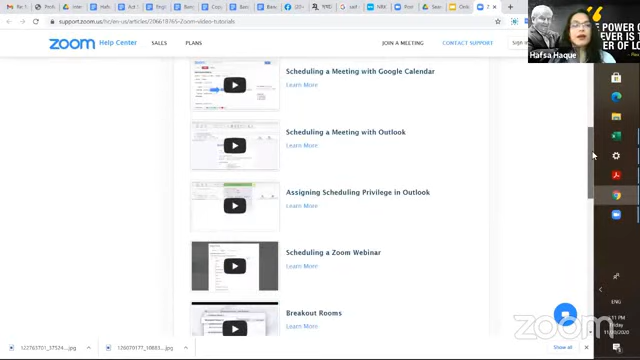 support.zoom.us/hc/en-us/articles/206618765-Zoom-video-tutorials
zoom Help Center SALES PLANS JOIN A MEETING CONTACT SUPPORT SIGN
Scheduling a Meeting with Google Calendar
Learn More
Scheduling a Meeting with Outlook
Learn More
Assigning Scheduling Privilege in Outlook
Learn More
Scheduling a Zoom Webinar
Learn More
Breakout Rooms
Learn More
Show all
E POWER O
EVER IS T
ER OF LO
Hafsa Haque
Friday
zoom